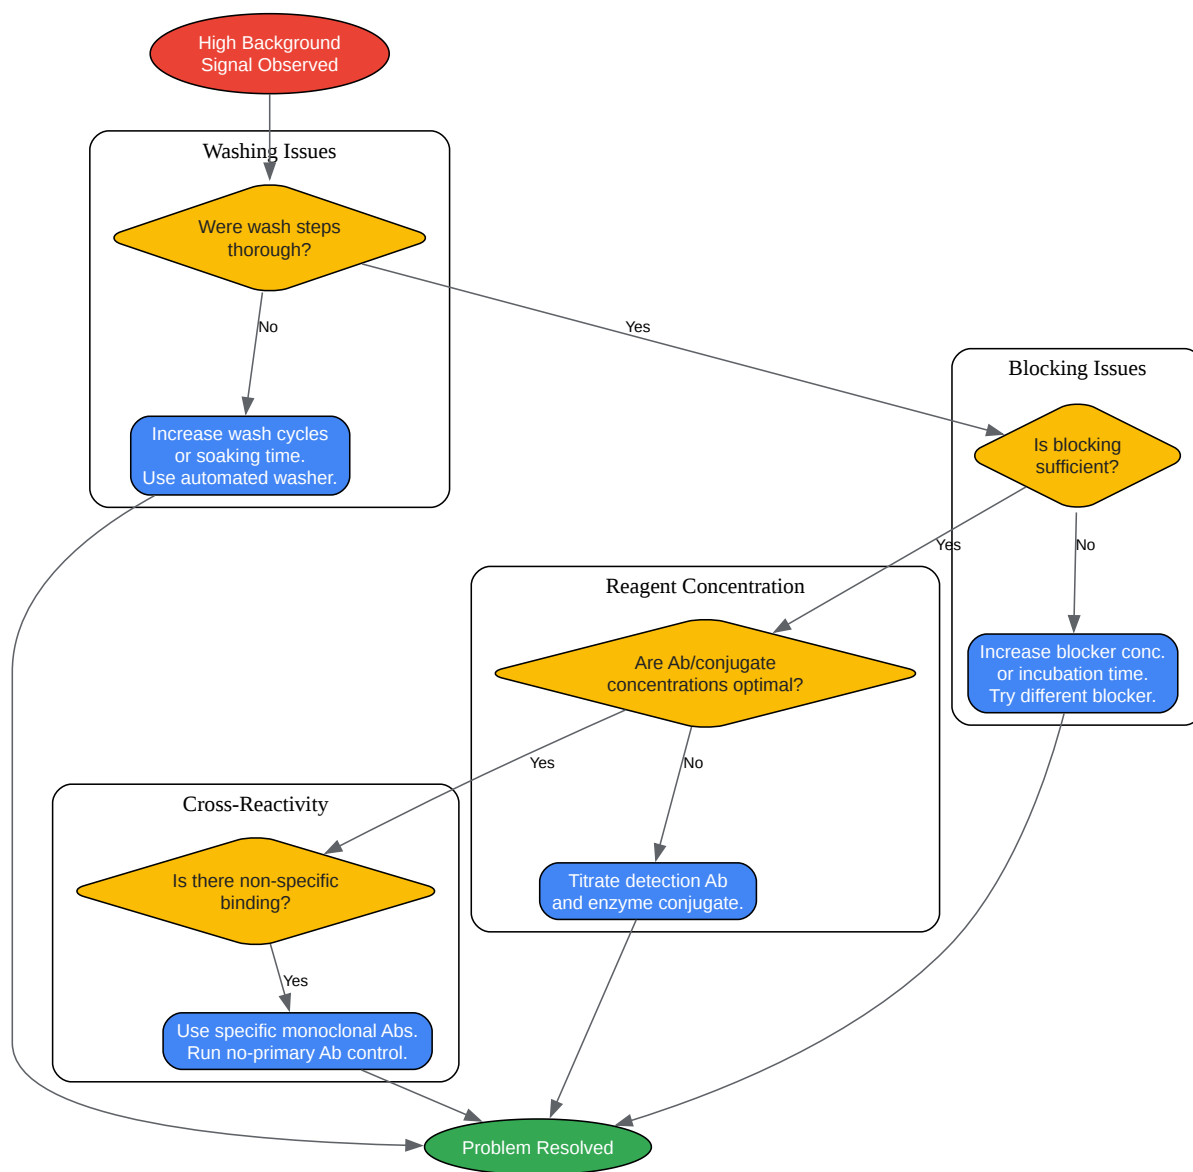 High Background
Signal Observed
Washing Issues
Were wash steps
thorough?
No
Yes
Increase wash cycles
or soaking time.
Use automated washer.
Blocking Issues
Is blocking
sufficient?
Yes
No
Increase blocker conc.
or incubation time.
Try different blocker.
Reagent Concentration
Are Ab/conjugate
concentrations optimal?
Yes
No
Titrate detection Ab
and enzyme conjugate.
Cross-Reactivity
Is there non-specific
binding?
Yes
Use specific monoclonal Abs.
Run no-primary Ab control.
Problem Resolved